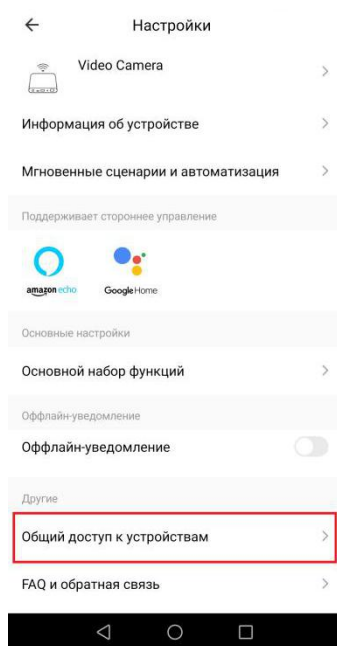 Настройки
Video Camera
Информация об устройстве
Мгновенные сценарии и автоматизация
Поддерживает стороннее управление
amazon echo Google Home
Основные настройки
Основной набор функций
Оффлайн-уведомление
Оффлайн-уведомление
Другие
Общий доступ к устройствам
FAQ и обратная связь